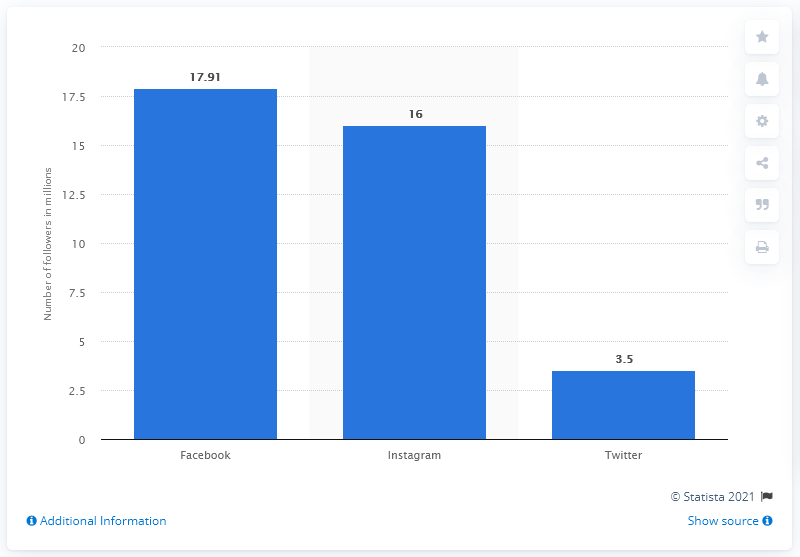 20
17.5
15
12.5
10
7.5
5
2.5
0
Number of followers in millions
17.91
16
3.5
Facebook
Instagram
Twitter
© Statista 2021
Additional Information
Show source